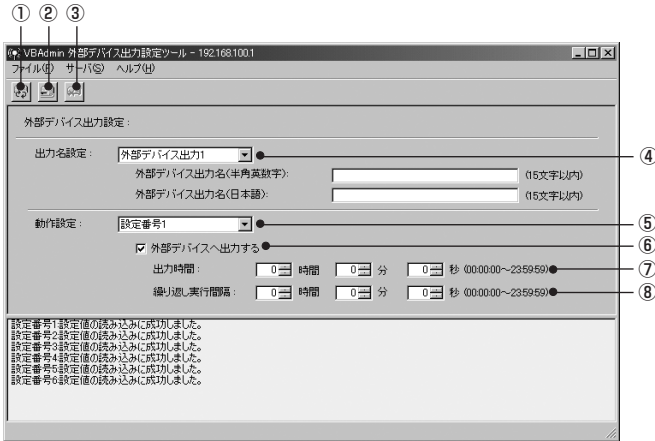 ① ② ③
VBAdmin 外部デバイス出力設定ツール - 192.168.100.1
ファイル(F) サーバ(S) ヘルプ(H)
外部デバイス出力設定：
出力名設定： 外部デバイス出力1 ④
外部デバイス出力名(半角英数字)： (15文字以内)
外部デバイス出力名(日本語)： (15文字以内)
動作設定： 設定番号1 ⑤
外部デバイスへ出力する ⑥
出力時間： 0 時間 0 分 0 秒 (00:00:00～23:59:59) ⑦
繰り返し実行間隔： 0 時間 0 分 0 秒 (00:00:00～23:59:59) ⑧
設定番号1:設定値の読み込みに成功しました。
設定番号2:設定値の読み込みに成功しました。
設定番号3:設定値の読み込みに成功しました。
設定番号4:設定値の読み込みに成功しました。
設定番号5:設定値の読み込みに成功しました。
設定番号6:設定値の読み込みに成功しました。